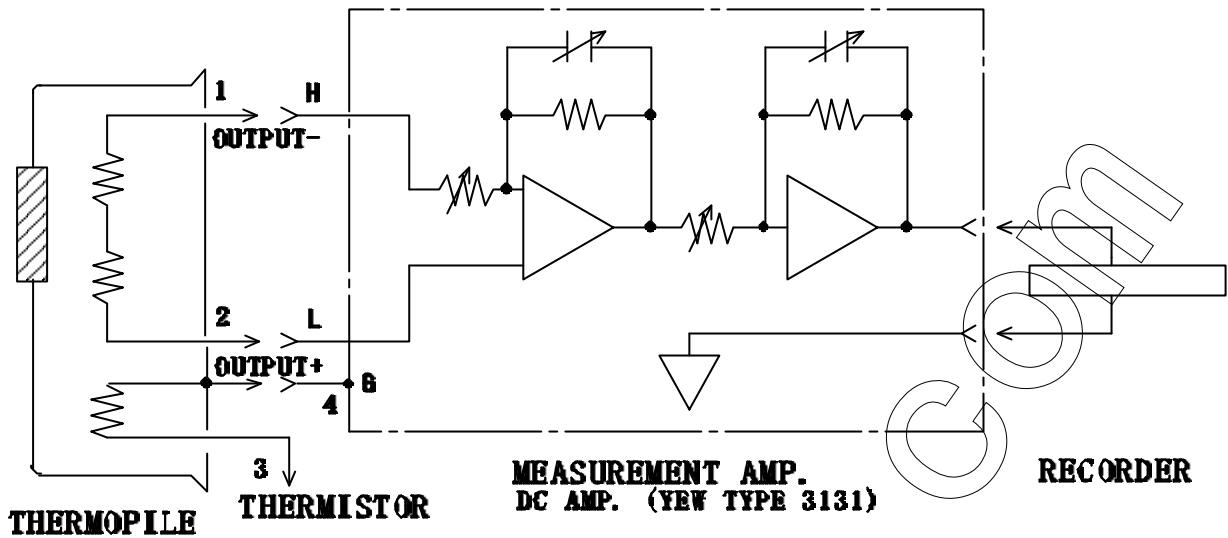 1
H
OUTPUT-
2
L
OUTPUT+
G
4
3
THERMISTOR
THERMOPILE
MEASUREMENT AMP.
DC AMP. (YEW TYPE 3131)
RECORDER
com